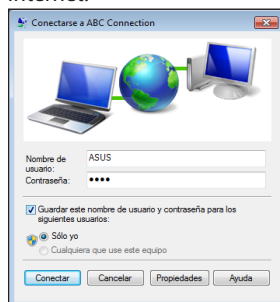 internet.
Conectarse a ABC Connection
Nombre de
usuario:
ASUS
Contraseña:
••••
Guardar este nombre de usuario y contraseña para los
siguientes usuarios:
Sólo yo
Cualquiera que use este equipo
Conectar
Cancelar
Propiedades
Ayuda